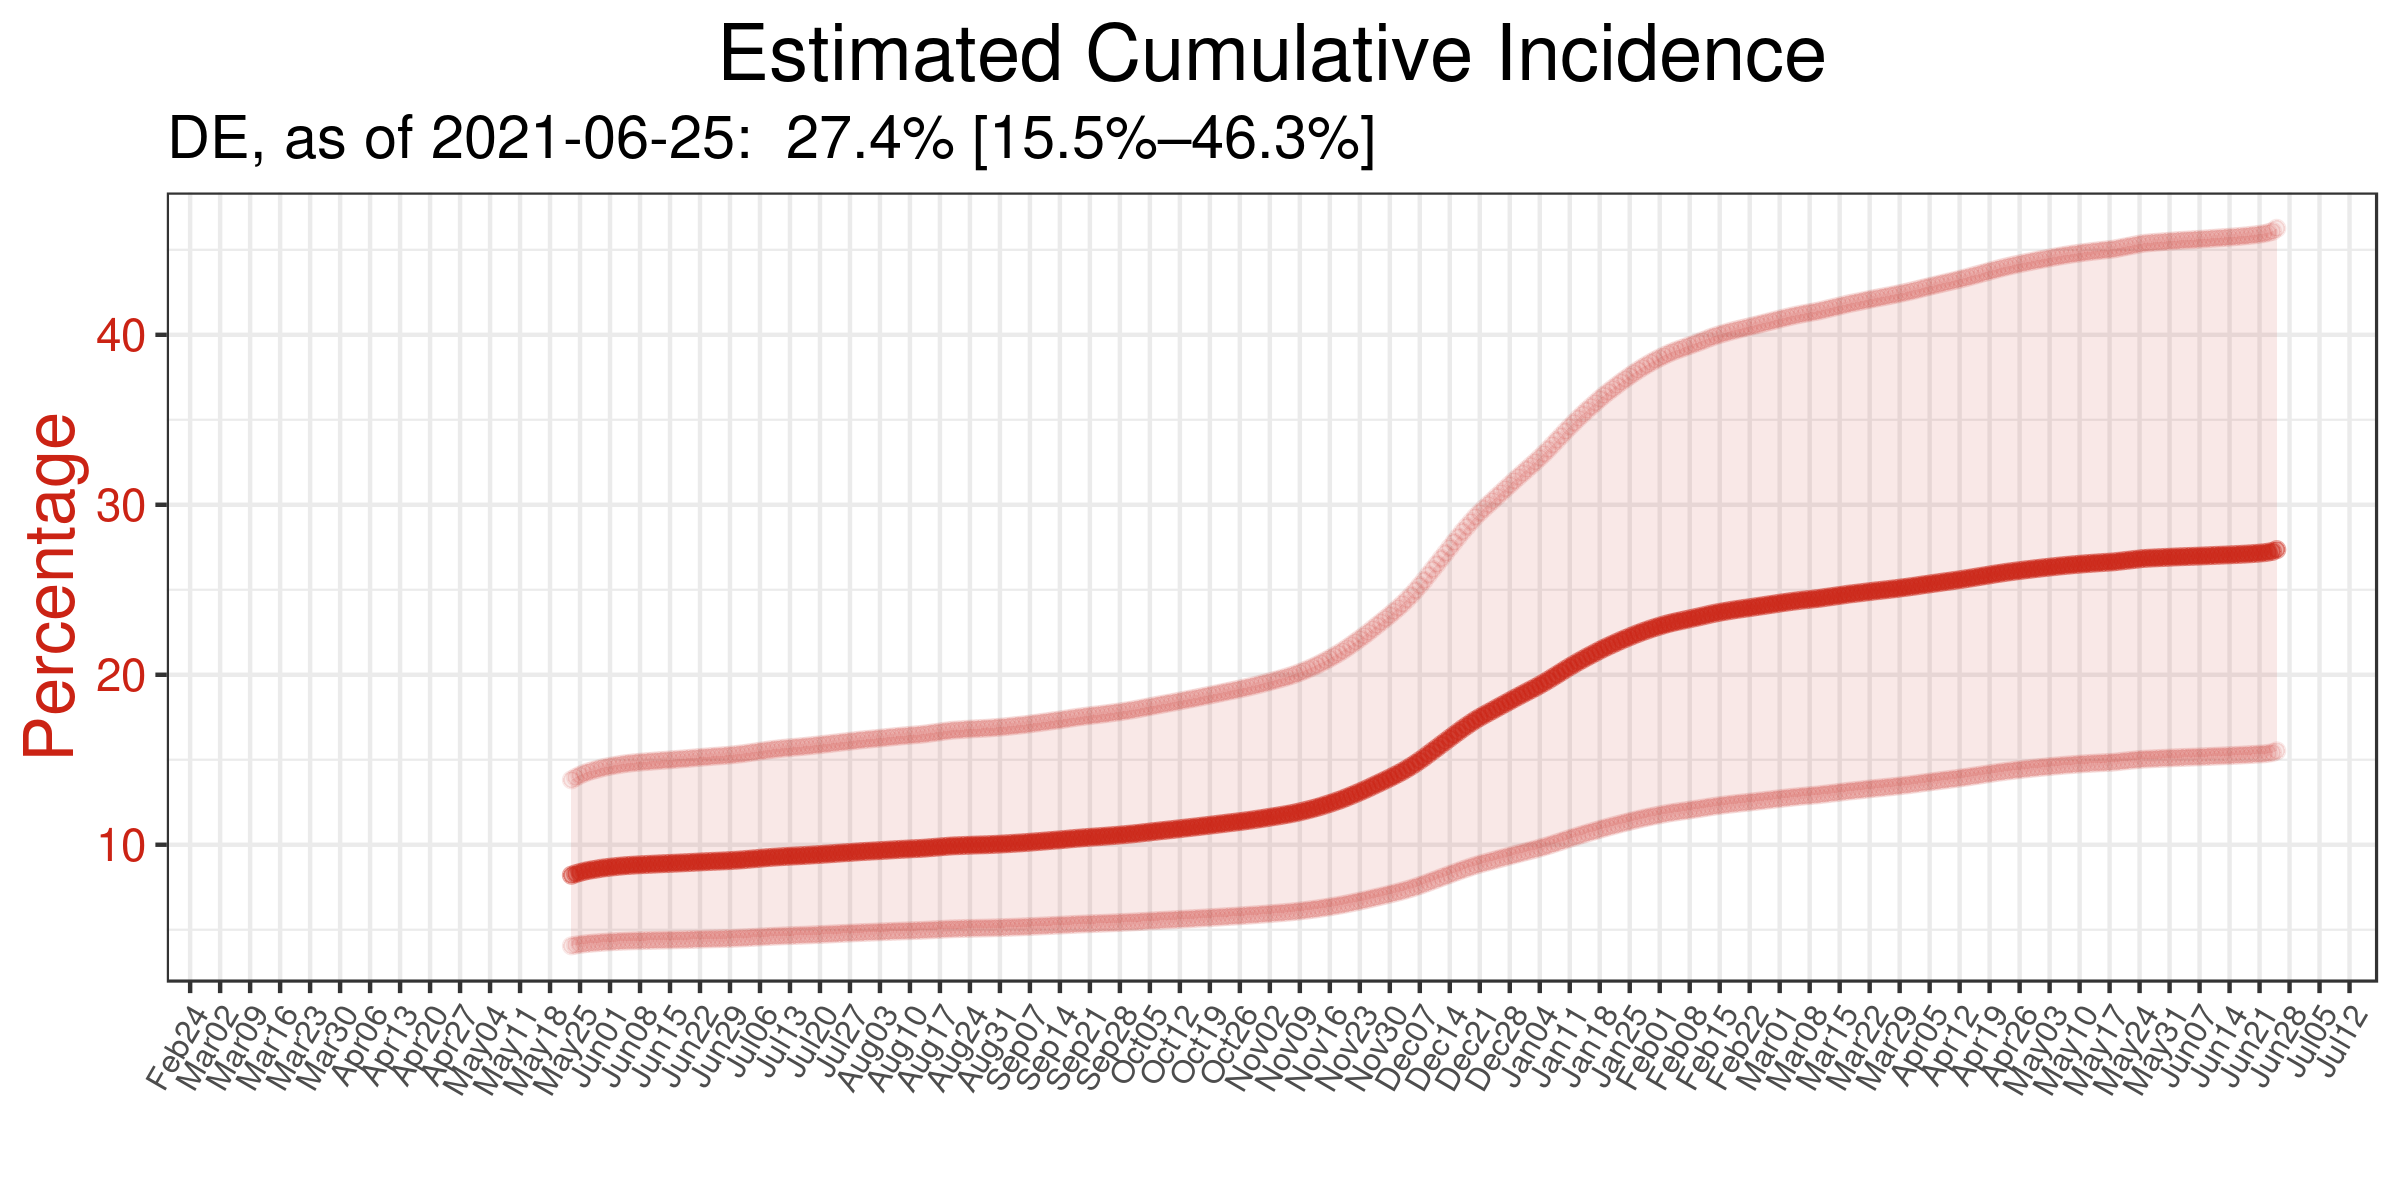 Estimated Cumulative Incidence
DE, as of 2021-06-25:  27.4% [15.5%–46.3%]
Percentage
40
30
20
10
Feb24
Mar02
Mar09
Mar16
Mar23
Mar30
Apr06
Apr13
Apr20
Apr27
May04
May11
May18
May25
Jun01
Jun08
Jun15
Jun22
Jun29
Jul06
Jul13
Jul20
Jul27
Aug03
Aug10
Aug17
Aug24
Aug31
Sep07
Sep14
Sep21
Sep28
Oct05
Oct12
Oct19
Oct26
Nov02
Nov09
Nov16
Nov23
Nov30
Dec07
Dec14
Dec21
Dec28
Jan04
Jan11
Jan18
Jan25
Feb01
Feb08
Feb15
Feb22
Mar01
Mar08
Mar15
Mar22
Mar29
Apr05
Apr12
Apr19
Apr26
May03
May10
May17
May24
May31
Jun07
Jun14
Jun21
Jun28
Jul05
Jul12